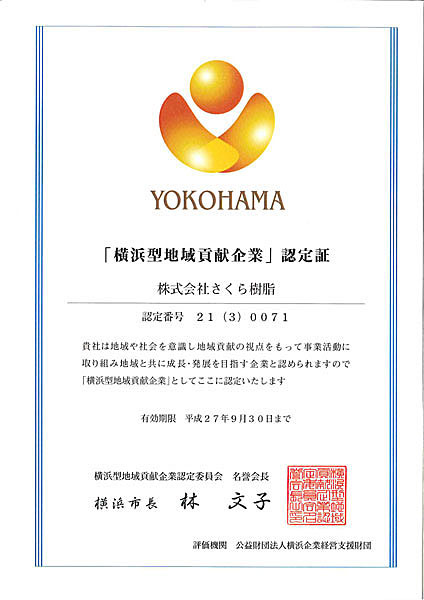 YOKOHAMA
「横浜型地域貢献企業」認定証
株式会社さくら樹脂
認定番号 21(3)0071
貴社は地域や社会を意識し地域貢献の視点をもって事業活動に
取り組み地域と共に成長・発展を目指す企業と認められますので
「横浜型地域貢献企業」としてここに認定いたします
有効期限 平成27年9月30日まで
横浜型地域貢献企業認定委員会 名誉会長
横浜市長 林 文子
評価機関 公益財団法人横浜企業経営支援財団